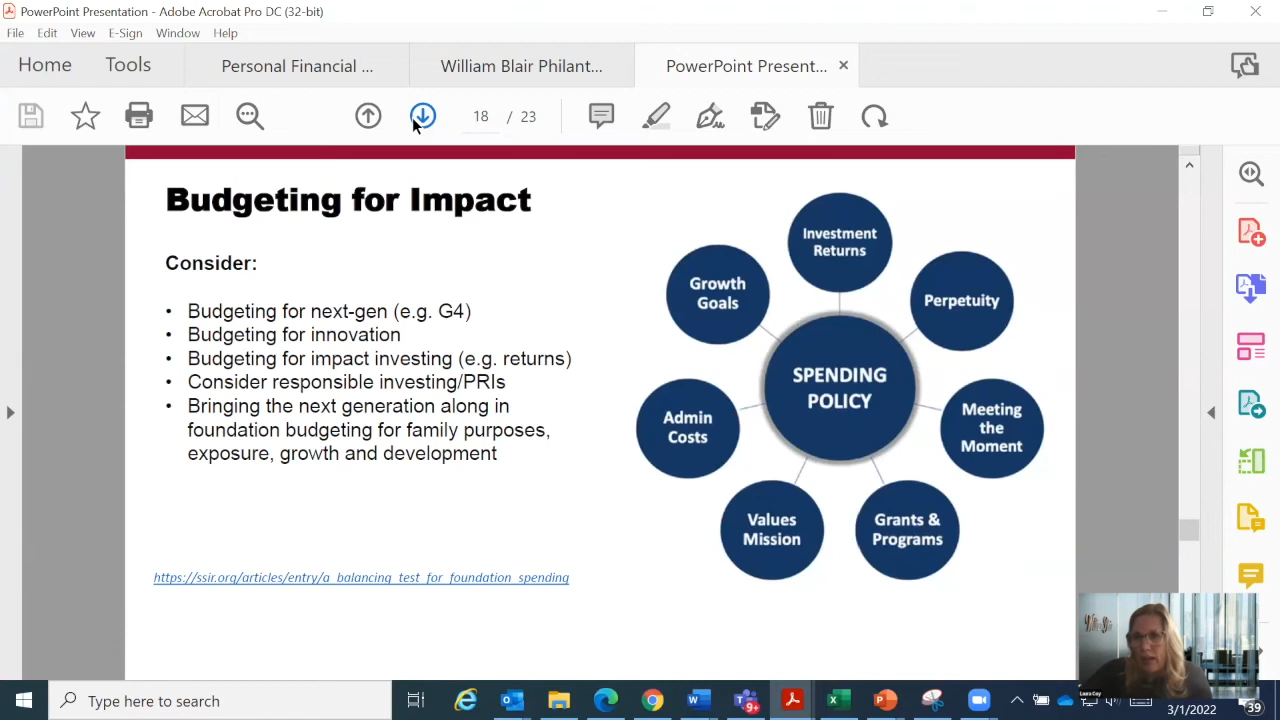 PowerPoint Presentation - Adobe Acrobat Pro DC (32-bit)
File Edit View E-Sign Window Help
Home Tools Personal Financial ... William Blair Philant... PowerPoint Present...
18 / 23
Budgeting for Impact
Consider:
• Budgeting for next-gen (e.g. G4)
• Budgeting for innovation
• Budgeting for impact investing (e.g. returns)
• Consider responsible investing/PRIs
• Bringing the next generation along in
foundation budgeting for family purposes,
exposure, growth and development
https://ssir.org/articles/entry/a_balancing_test_for_foundation_spending
Investment
Returns
Growth
Goals
Perpetuity
SPENDING
POLICY
Admin
Costs
Meeting
the
Moment
Values
Mission
Grants &
Programs
Type here to search
9+
3/1/2022
39